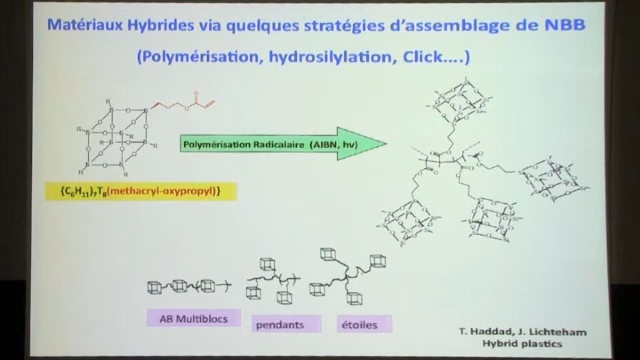 Matériaux Hybrides via quelques stratégies d'assemblage de NBB
(Polymérisation, hydrosilylation, Click....)
Polymérisation Radicalaire (AIBN, hv)
{C6H11)7T8(methacryl-oxypropyl)}
AB Multiblocs
pendants
étoiles
T. Haddad, J. Lichteham
Hybrid plastics